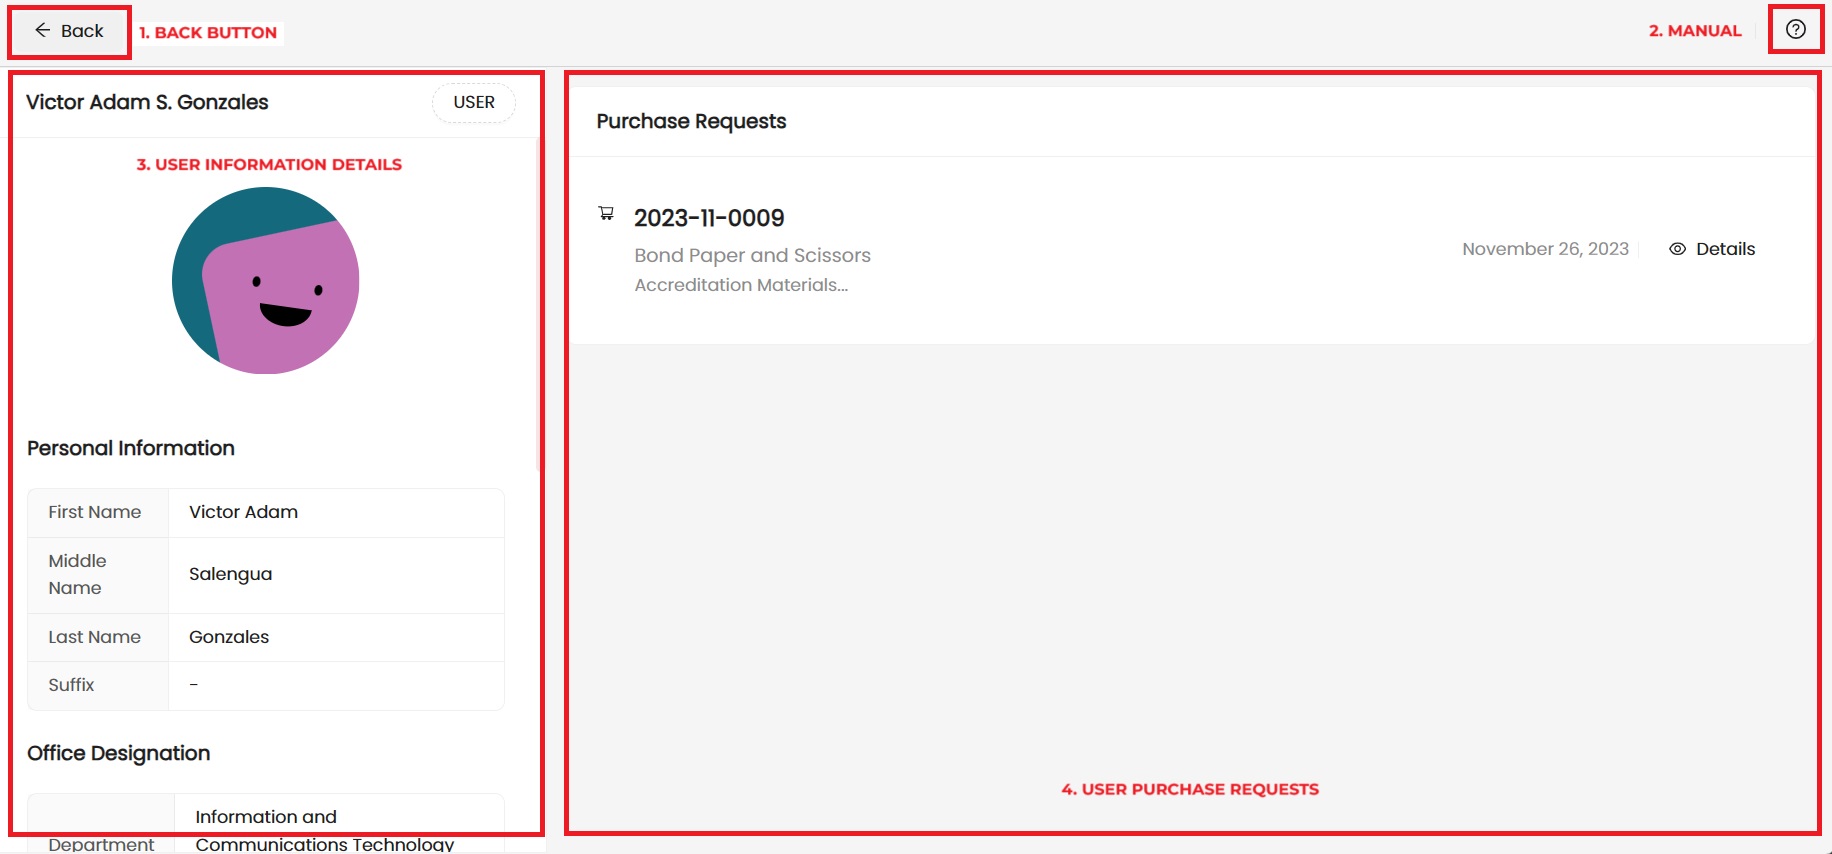 Back
1. BACK BUTTON
2. MANUAL
Victor Adam S. Gonzales
USER
3. USER INFORMATION DETAILS
Personal Information
First Name Victor Adam
Middle
Name
Salengua
Last Name Gonzales
Suffix -
Office Designation
Information and
Department Communications Technology
Purchase Requests
2023-11-0009
Bond Paper and Scissors
Accreditation Materials...
November 26, 2023
Details
4. USER PURCHASE REQUESTS